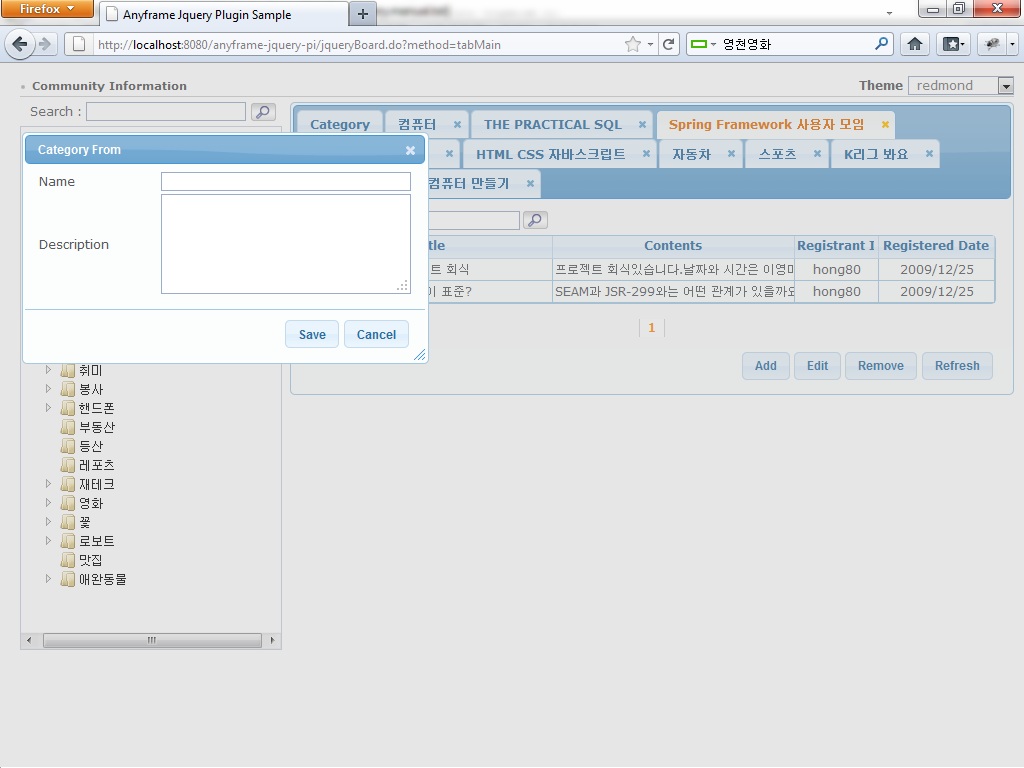 Firefox
Anyframe Jquery Plugin Sample
http://localhost:8080/anyframe-jquery-pi/jqueryBoard.do?method=tabMain
영천영화
Community Information
Theme redmond
Search :
Category 컴퓨터 THE PRACTICAL SQL Spring Framework 사용자 모임
HTML CSS 자바스크립트 자동차 스포츠 K리그 봐요
컴퓨터 만들기
Category From
Name
Description
Save Cancel
tle Contents Registrant I Registered Date
트 회식 프로젝트 회식있습니다.날짜와 시간은 이영미 hong80 2009/12/25
이 표준? SEAM과 JSR-299와는 어떤 관계가 있을까요 hong80 2009/12/25
1
Add Edit Remove Refresh
취미
봉사
핸드폰
부동산
등산
레포츠
재테크
영화
꽃
로보트
맛집
애완동물